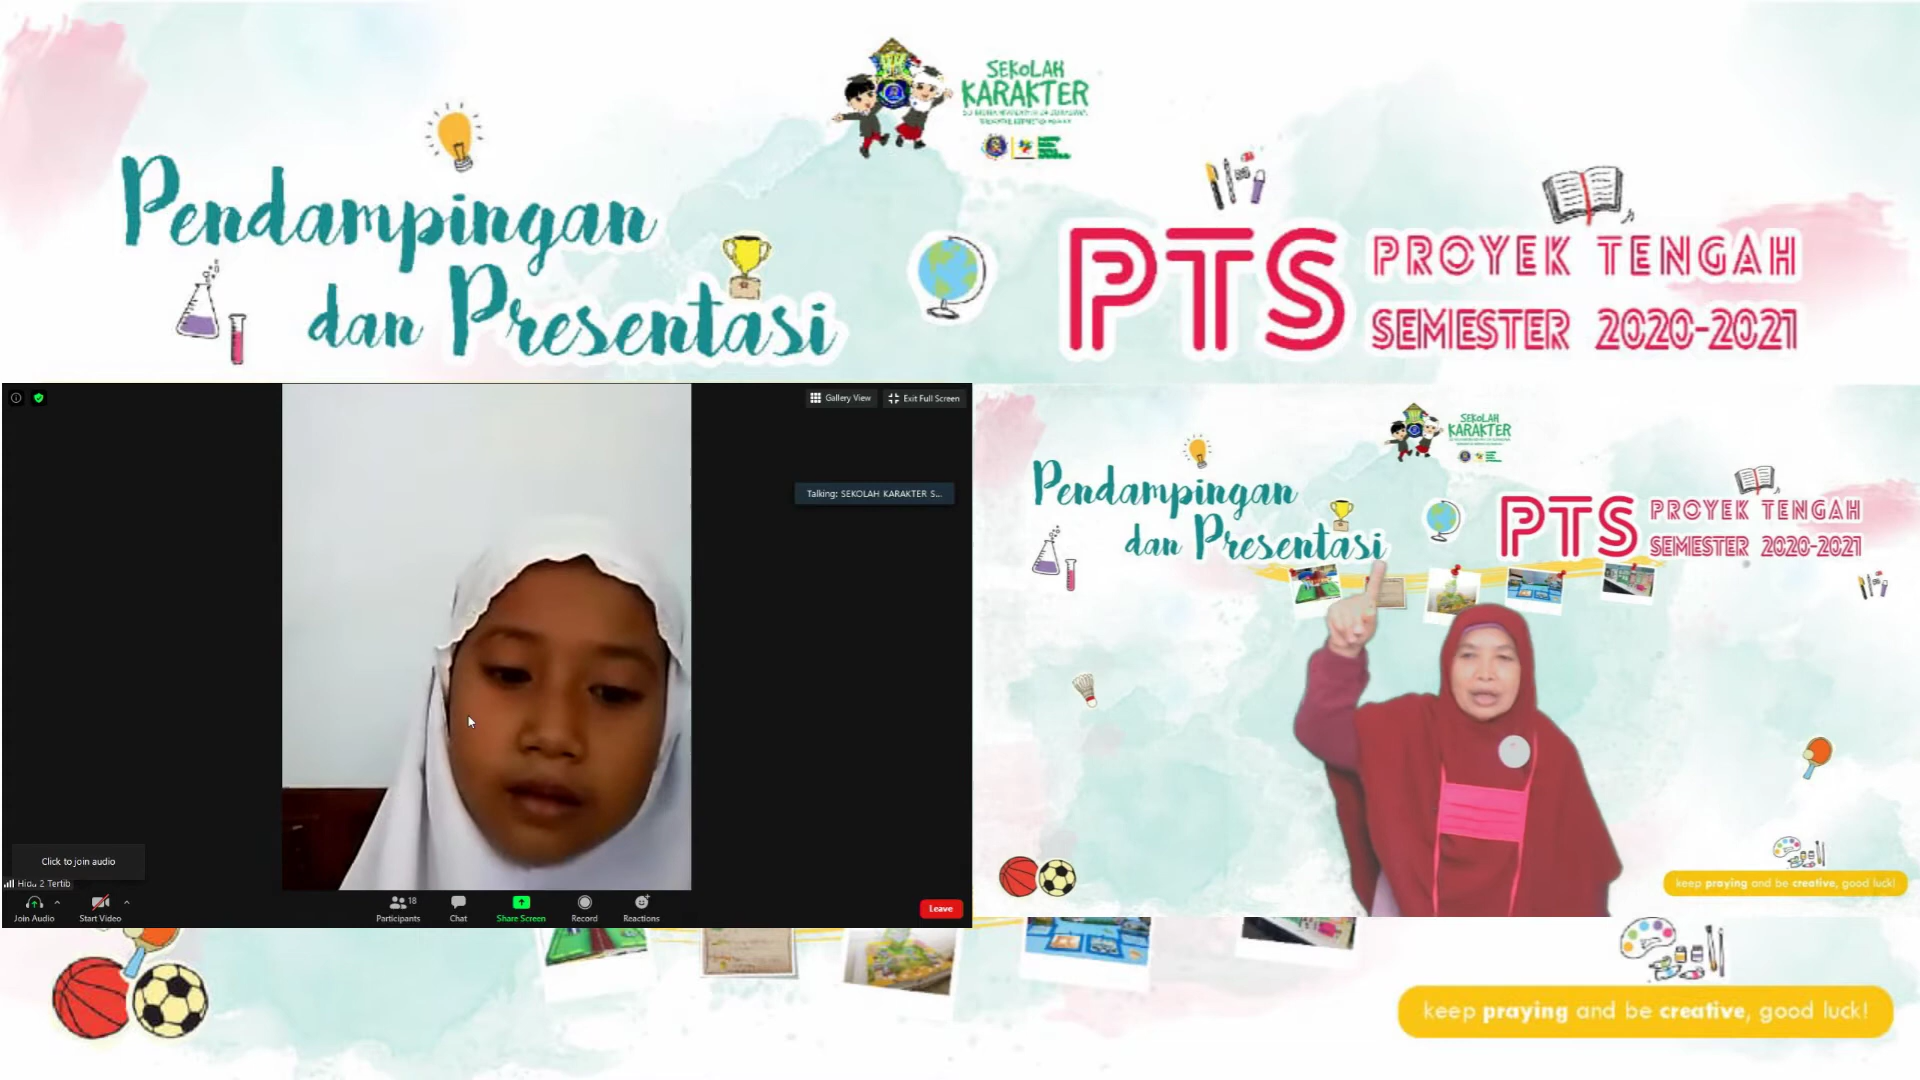 SEKOLAH
KARAKTER
Pendampingan
dan Presentasi
PTS
PROYEK TENGAH
SEMESTER 2020-2021
Gallery View
Exit Full Screen
Talking: SEKOLAH KARAKTER S...
Click to join audio
2 Tertib
Join Audio
Start Video
Participants
18
Chat
Share Screen
Record
Reactions
Leave
SEKOLAH
KARAKTER
Pendampingan
dan Presentasi
PTS
PROYEK TENGAH
SEMESTER 2020-2021
keep praying and be creative, good luck!
keep praying and be creative, good luck!